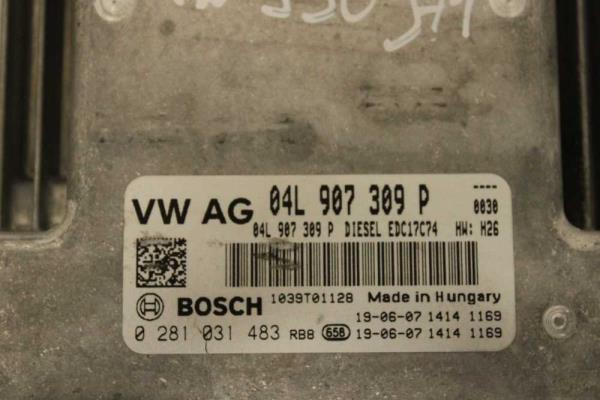 VW AG 04L 907 309 P ----
0030
04L 907 309 P DIESEL EDC17C74 HW: H26
BOSCH 1039T01128 Made in Hungary
19-06-07 1414 1169
0 281 031 483 RBB 658 19-06-07 1414 1169